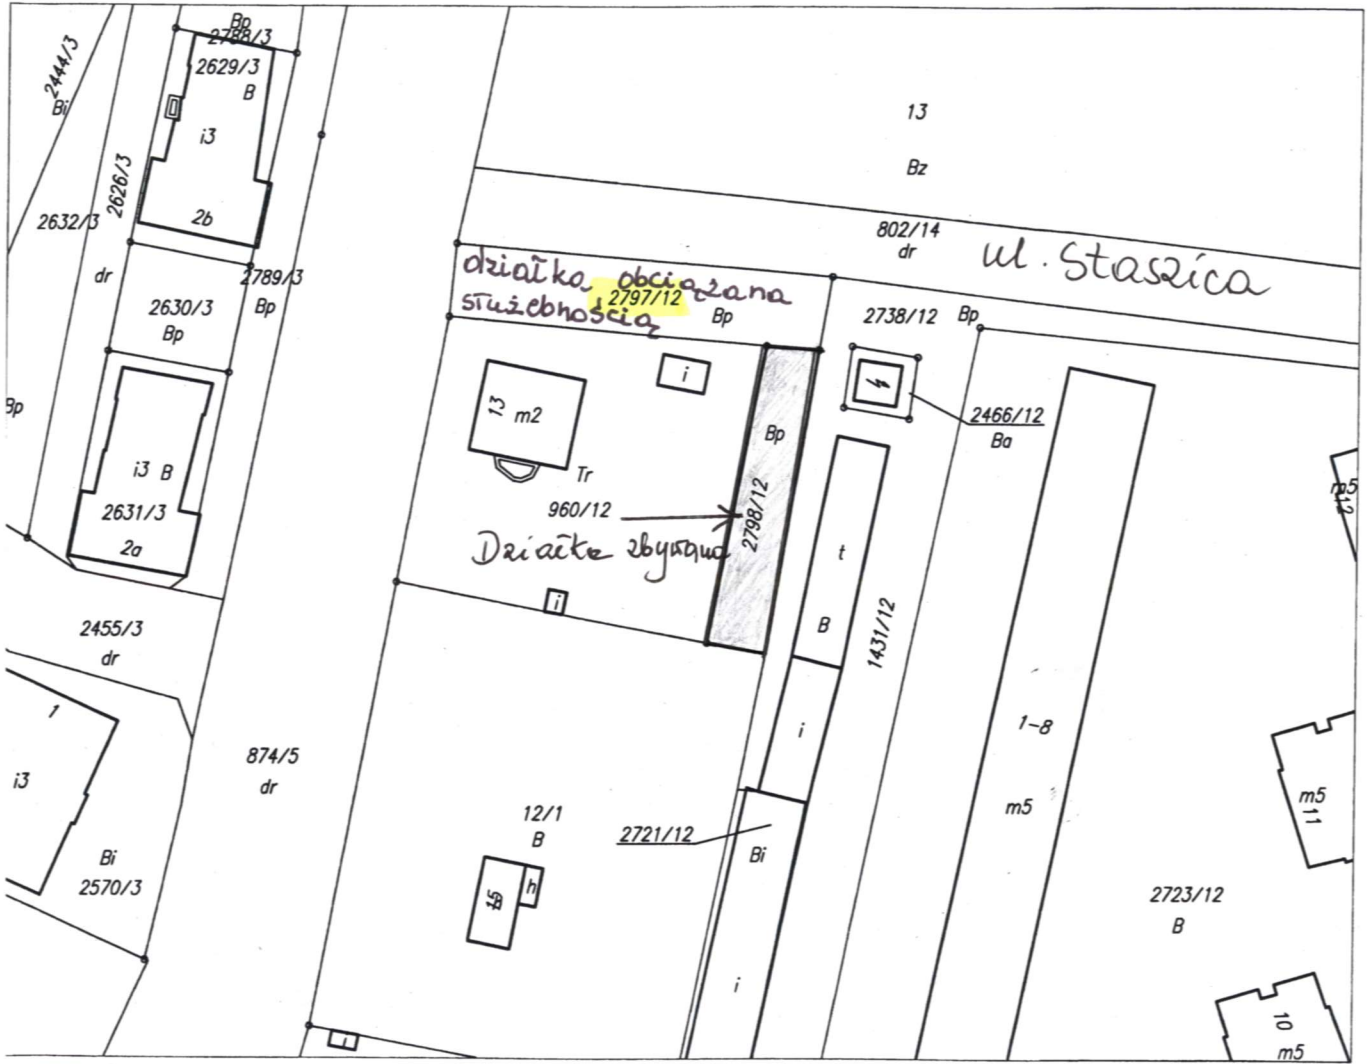 Bp
2788/3
2629/3
B
i3
2b
2444/3
Bi
2626/3
2632/3
dr
2789/3
Bp
2630/3
Bp
Bp
i3 B
2631/3
2a
2455/3
dr
1
i3
Bi
2570/3
874/5
dr
13
Bz
802/14
dr
ul. Staszica
działka obciążana
2797/12
służebnością
Bp
2738/12
Bp
i
13
m2
Bp
2466/12
Ba
Tr
960/12
2798/12
Działka zbywana
i
t
B
1431/12
i
12/1
B
2721/12
Bi
h
15
i
i
1-8
m5
m5
12
m5
11
2723/12
B
10
m5